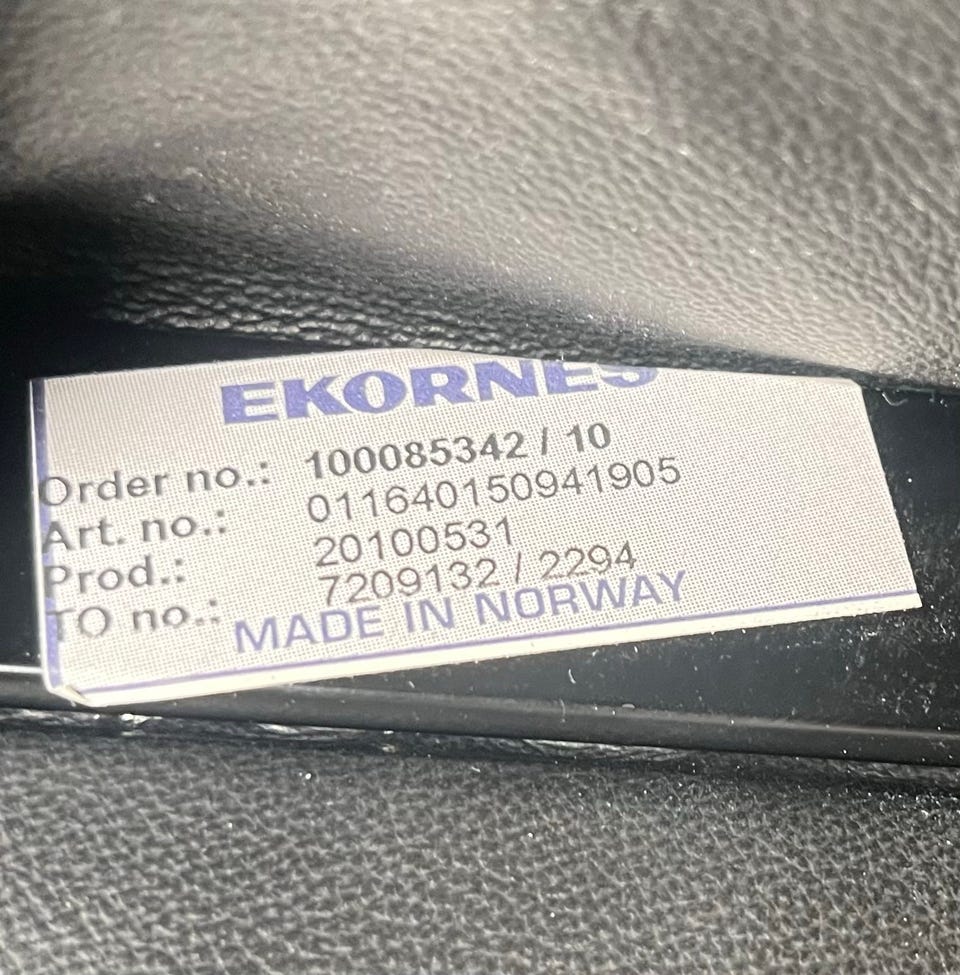 EKORNES
Order no.: 100085342 / 10
Art. no.: 011640150941905
Prod.: 20100531
TO no.: 7209132 / 2294
MADE IN NORWAY